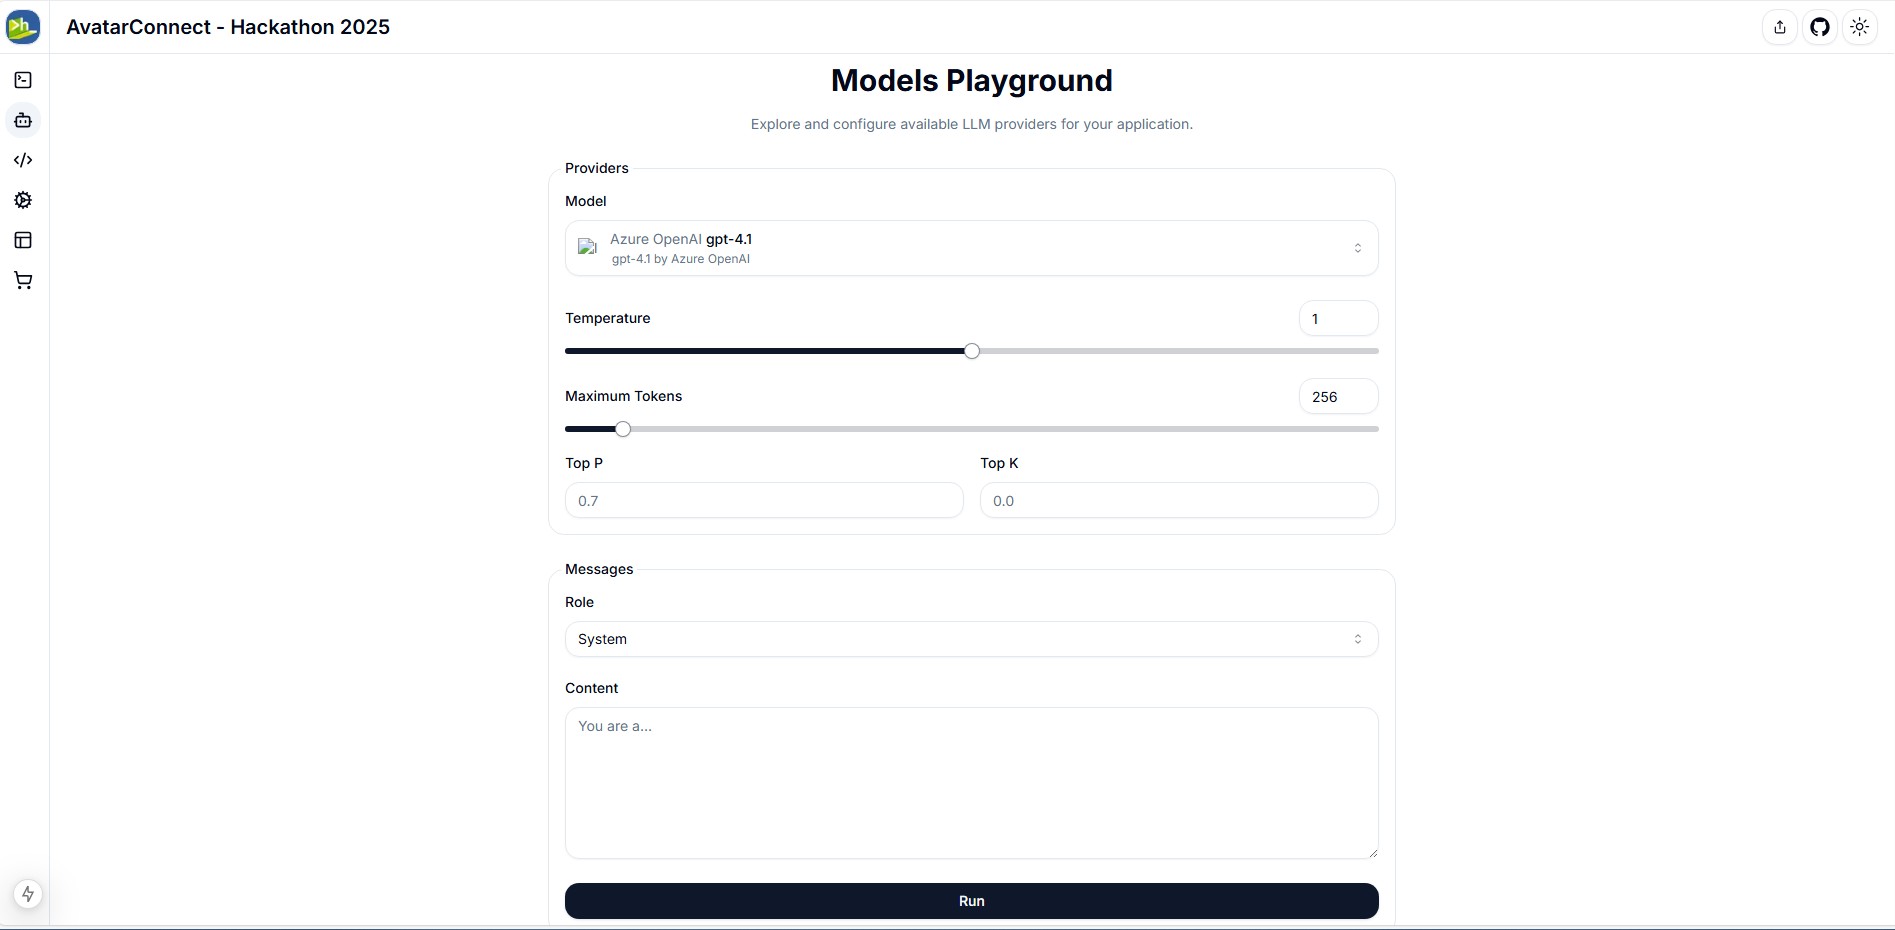 AvatarConnect - Hackathon 2025
Models Playground
Explore and configure available LLM providers for your application.
Providers
Model
Azure OpenAI gpt-4.1
gpt-4.1 by Azure OpenAI
Temperature
1
Maximum Tokens
256
Top P
Top K
0.7
0.0
Messages
Role
System
Content
You are a...
Run